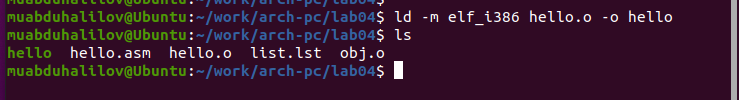 muabduhalilov@Ubuntu:~/work/arch-pc/lab04$ ld -m elf_i386 hello.o -o hello
muabduhalilov@Ubuntu:~/work/arch-pc/lab04$ ls
hello  hello.asm  hello.o  list.lst  obj.o
muabduhalilov@Ubuntu:~/work/arch-pc/lab04$